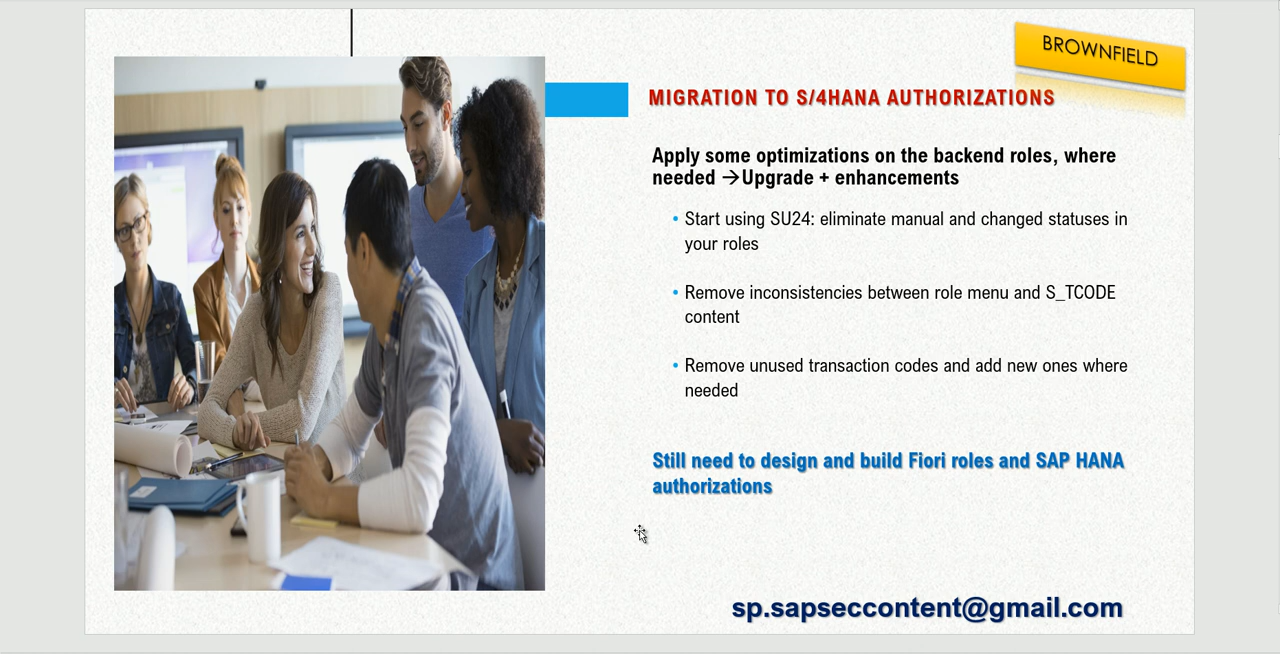 BROWNFIELD
MIGRATION TO S/4HANA AUTHORIZATIONS
Apply some optimizations on the backend roles, where
needed →Upgrade + enhancements
• Start using SU24: eliminate manual and changed statuses in
your roles
• Remove inconsistencies between role menu and S_TCODE
content
• Remove unused transaction codes and add new ones where
needed
Still need to design and build Fiori roles and SAP HANA
authorizations
sp.sapseccontent@gmail.com